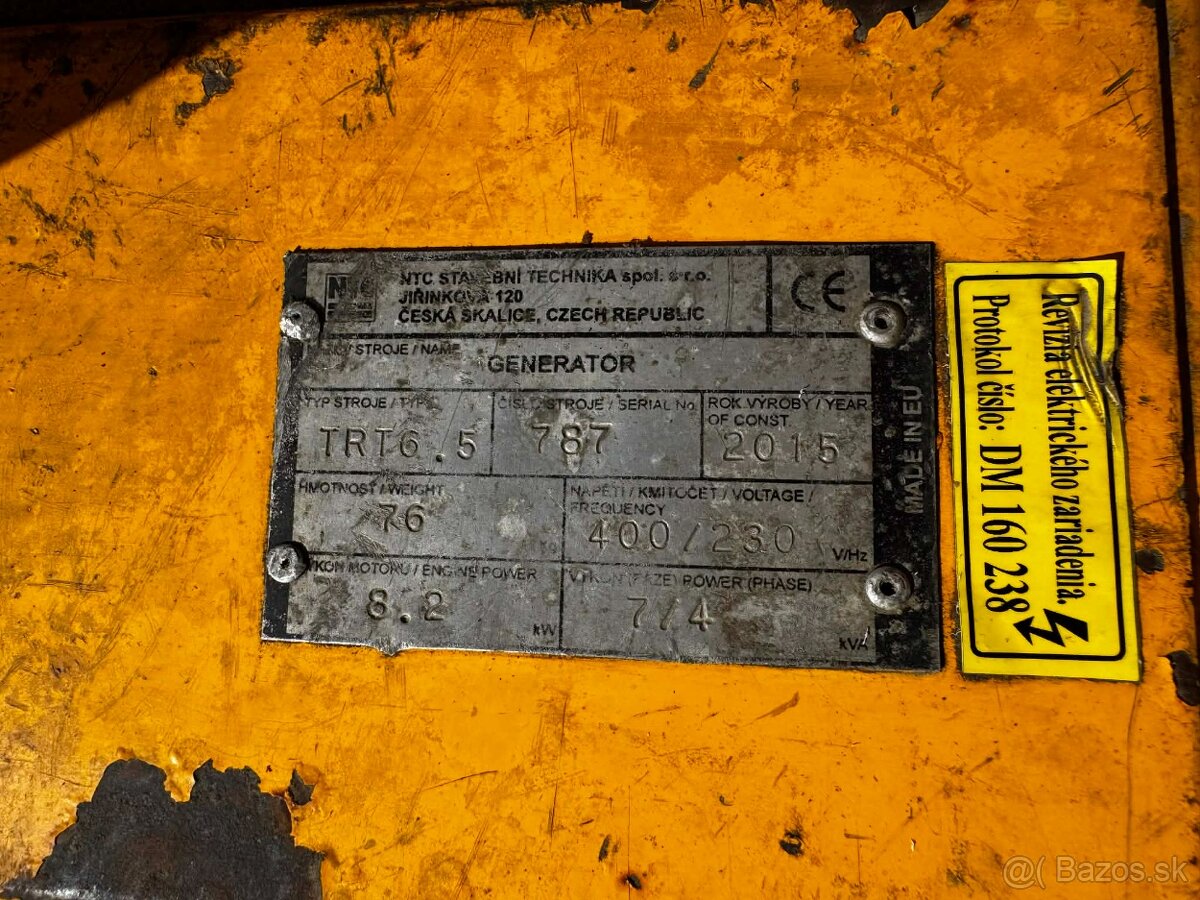 NTC STAVEBNÍ TECHNIKA spol. s r.o.
JIŘINKOVÁ 120
ČESKÁ SKALICE, CZECH REPUBLIC
CE
STROJE / NAME
GENERATOR
TYP STROJE / TYPE
TRT6.5
ČÍSLO STROJE / SERIAL No.
787
ROK VÝROBY / YEAR
OF CONST
2015
HMOTNOST / WEIGHT
76
NAPĚTÍ / KMITOČET / VOLTAGE /
FREQUENCY
400/230
V/Hz
VÝKON MOTORU / ENGINE POWER
8.2
kW
VÝKON (FÁZE) POWER (PHASE)
7/4
kVA
MADE IN EU
Revízia elektrického zariadenia.
Protokol číslo: DM 160 238
Bazos.sk